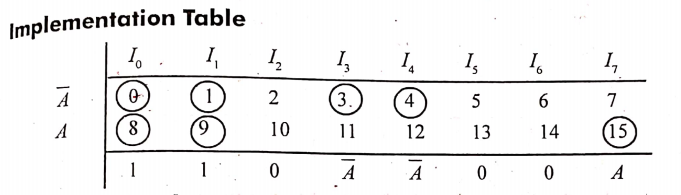 Implementation Table
I₀ I₁ I₂ I₃ I₄ I₅ I₆ I₇
A̅ 0 1 2 3 4 5 6 7
A 8 9 10 11 12 13 14 15
1 1 0 A̅ A̅ 0 0 A